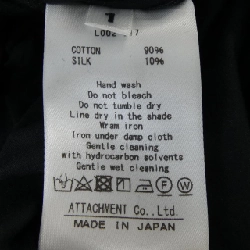 1
COTTON 90%
SILK 10%
Hand wash
Do not bleach
Do not tumble dry
Line dry in the shade
Wram iron
Iron under damp cloth
Gentle cleaning
with hydrocarbon solvents
Gentle wet cleaning
ATTACHVENT Co.,Ltd.
MADE IN JAPAN